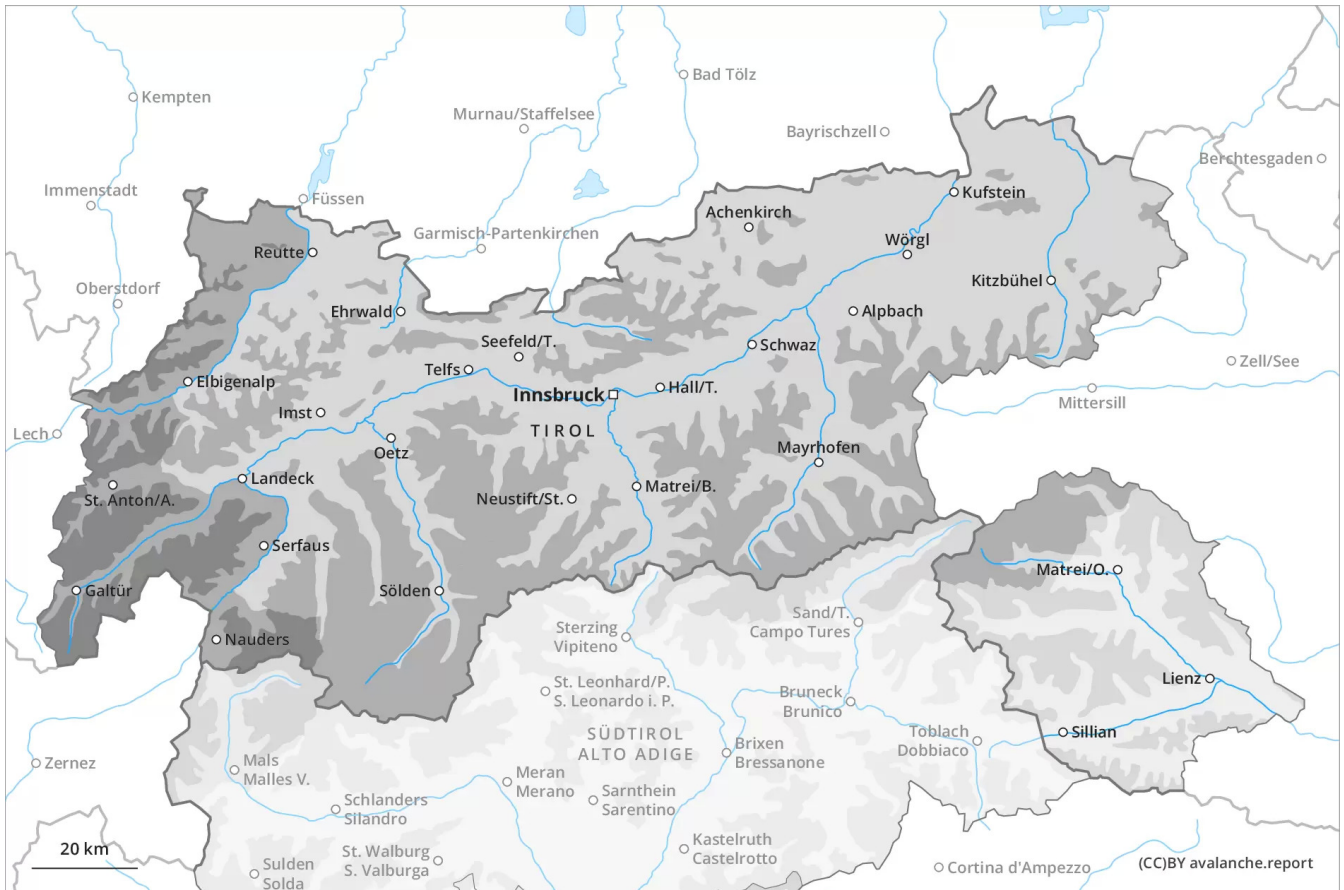 Bad Tölz
Kempten
Murnau/Staffelsee
Bayrischzell
Berchtesgaden
Immenstadt
Füssen
Kufstein
Achenkirch
Garmisch-Partenkirchen
Wörgl
Reutte
Kitzbühel
Oberstdorf
Ehrwald
Alpbach
Seefeld/T.
Schwaz
Zell/See
Telfs
Elbigenalp
Innsbruck
Hall/T.
Mittersill
Imst
TIROL
Lech
Oetz
Mayrhofen
Landeck
Matrei/B.
St. Anton/A.
Neustift/St.
Serfaus
Matrei/O.
Galtür
Sölden
Sand/T.
Campo Tures
Sterzing
Vipiteno
Nauders
Lienz
St. Leonhard/P.
S. Leonardo i. P.
Bruneck
Brunico
SÜDTIROL
ALTO ADIGE
Toblach
Dobbiaco
Sillian
Brixen
Bressanone
Zernez
Mals
Malles V.
Meran
Merano
Sarnthein
Sarentino
Schlanders
Silandro
20 km
St. Walburg
S. Valburga
Kastelruth
Castelrotto
Sulden
Solda
Cortina d'Ampezzo
(CC)BY avalanche.report